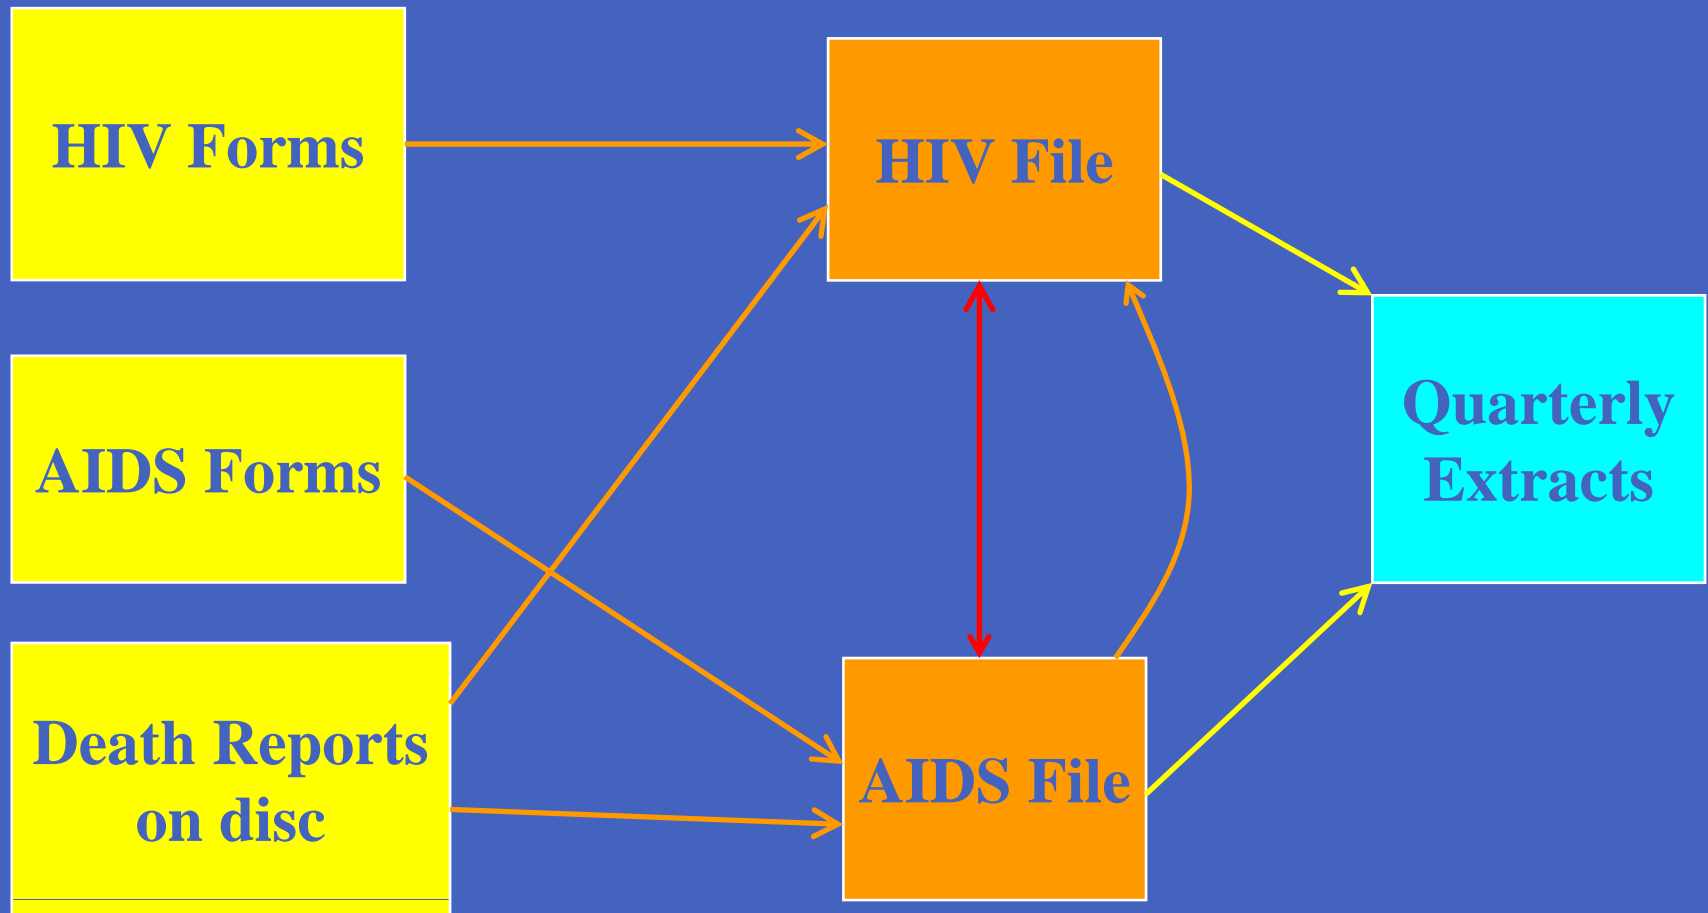 HIV Forms
HIV File
AIDS Forms
Quarterly
Extracts
Death Reports
on disc
AIDS File